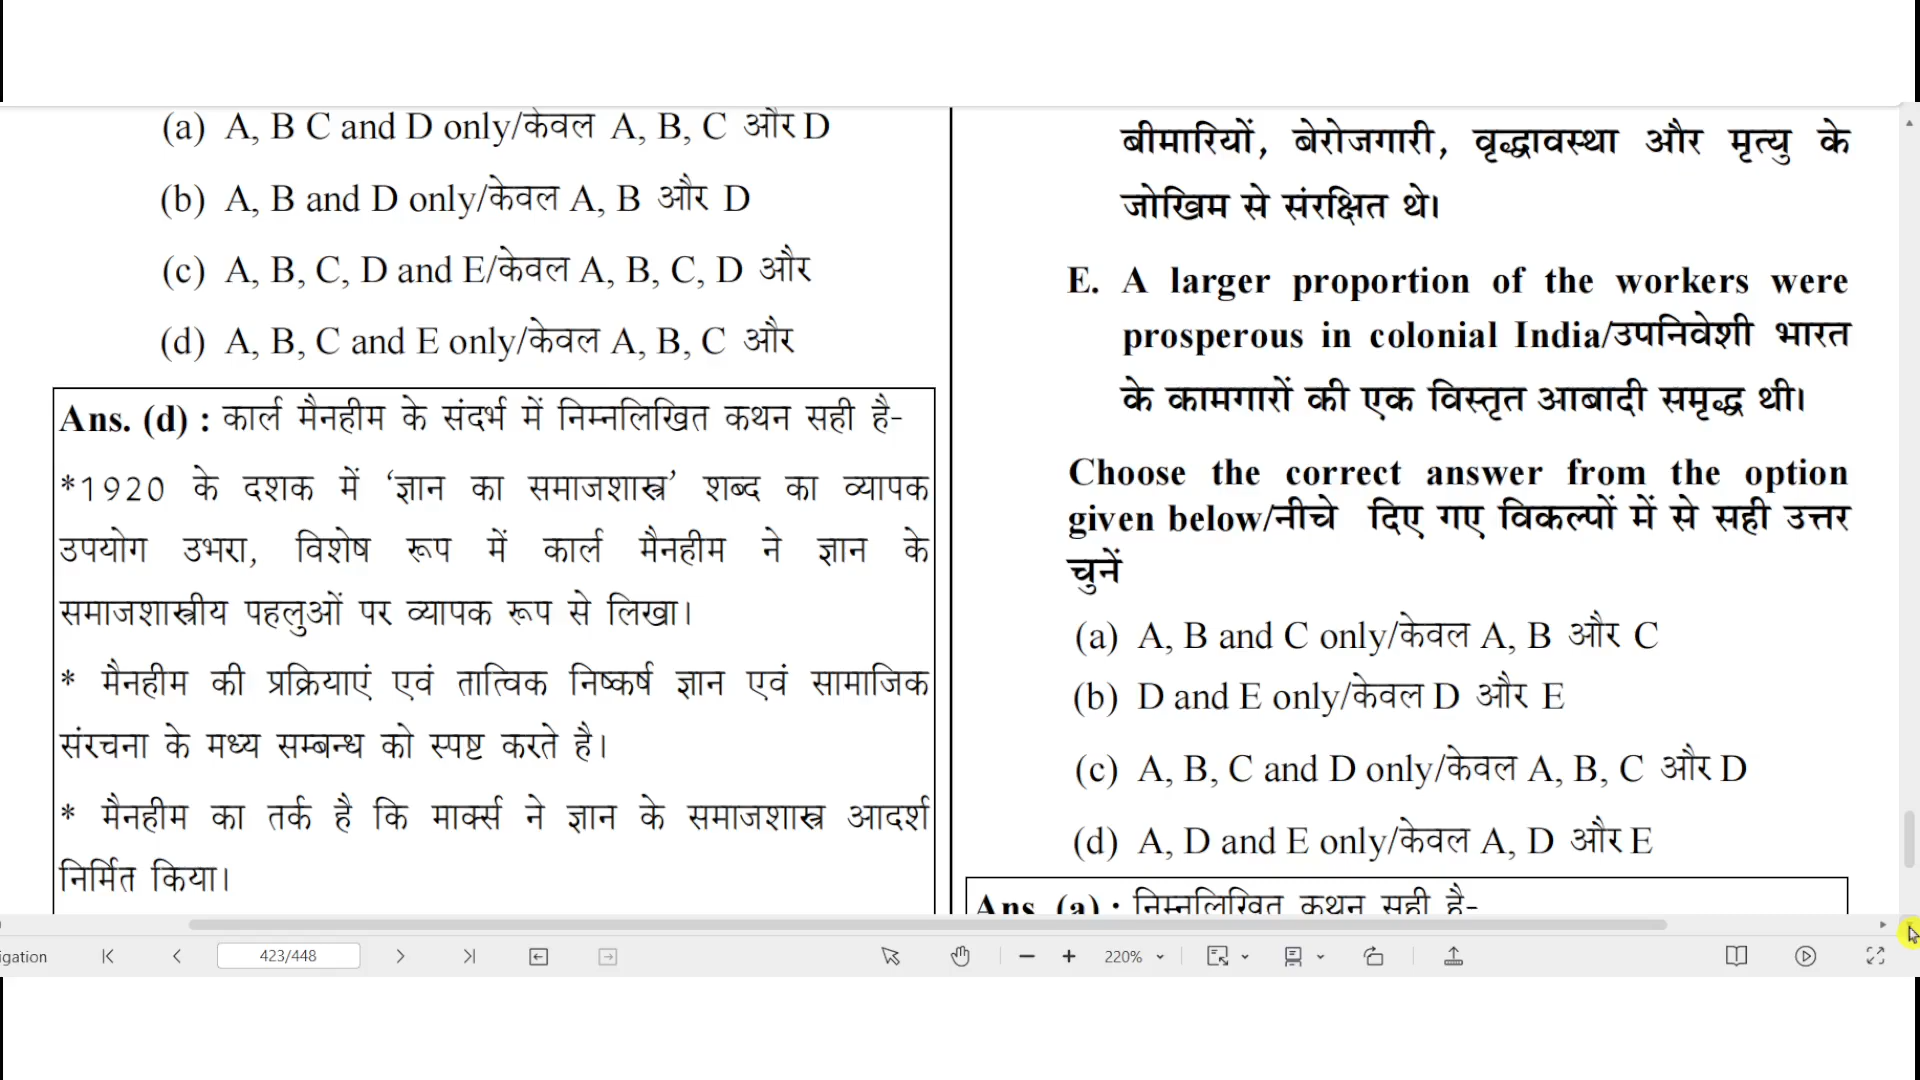 (a) A, B C and D only/केवल A, B, C और D
(b) A, B and D only/केवल A, B और D
(c) A, B, C, D and E/केवल A, B, C, D और
(d) A, B, C and E only/केवल A, B, C और
Ans. (d) : कार्ल मैनहीम के संदर्भ में निम्नलिखित कथन सही है-
*1920 के दशक में ‘ज्ञान का समाजशास्त्र’ शब्द का व्यापक
उपयोग उभरा, विशेष रूप में कार्ल मैनहीम ने ज्ञान के
समाजशास्त्रीय पहलुओं पर व्यापक रूप से लिखा।
* मैनहीम की प्रक्रियाएं एवं तात्विक निष्कर्ष ज्ञान एवं सामाजिक
संरचना के मध्य सम्बन्ध को स्पष्ट करते है।
* मैनहीम का तर्क है कि मार्क्स ने ज्ञान के समाजशास्त्र आदर्श
निर्मित किया।
बीमारियों, बेरोजगारी, वृद्धावस्था और मृत्यु के
जोखिम से संरक्षित थे।
E. A larger proportion of the workers were
prosperous in colonial India/उपनिवेशी भारत
के कामगारों की एक विस्तृत आबादी समृद्ध थी।
Choose the correct answer from the option
given below/नीचे दिए गए विकल्पों में से सही उत्तर
चुनें
(a) A, B and C only/केवल A, B और C
(b) D and E only/केवल D और E
(c) A, B, C and D only/केवल A, B, C और D
(d) A, D and E only/केवल A, D और E
Ans. (a) : निम्नलिखित कथन सही है-
igation
423/448
220%